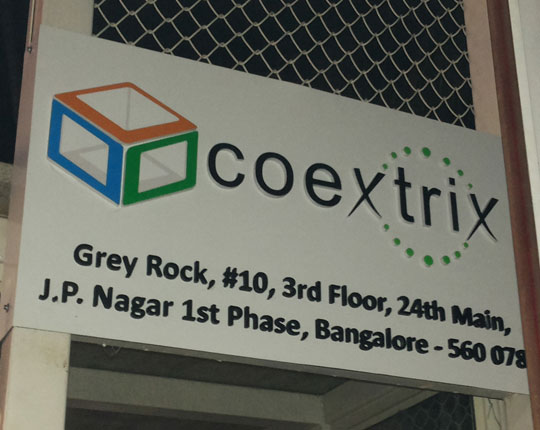 coextrix
Grey Rock, #10, 3rd Floor, 24th Main,
J.P. Nagar 1st Phase, Bangalore - 560 078